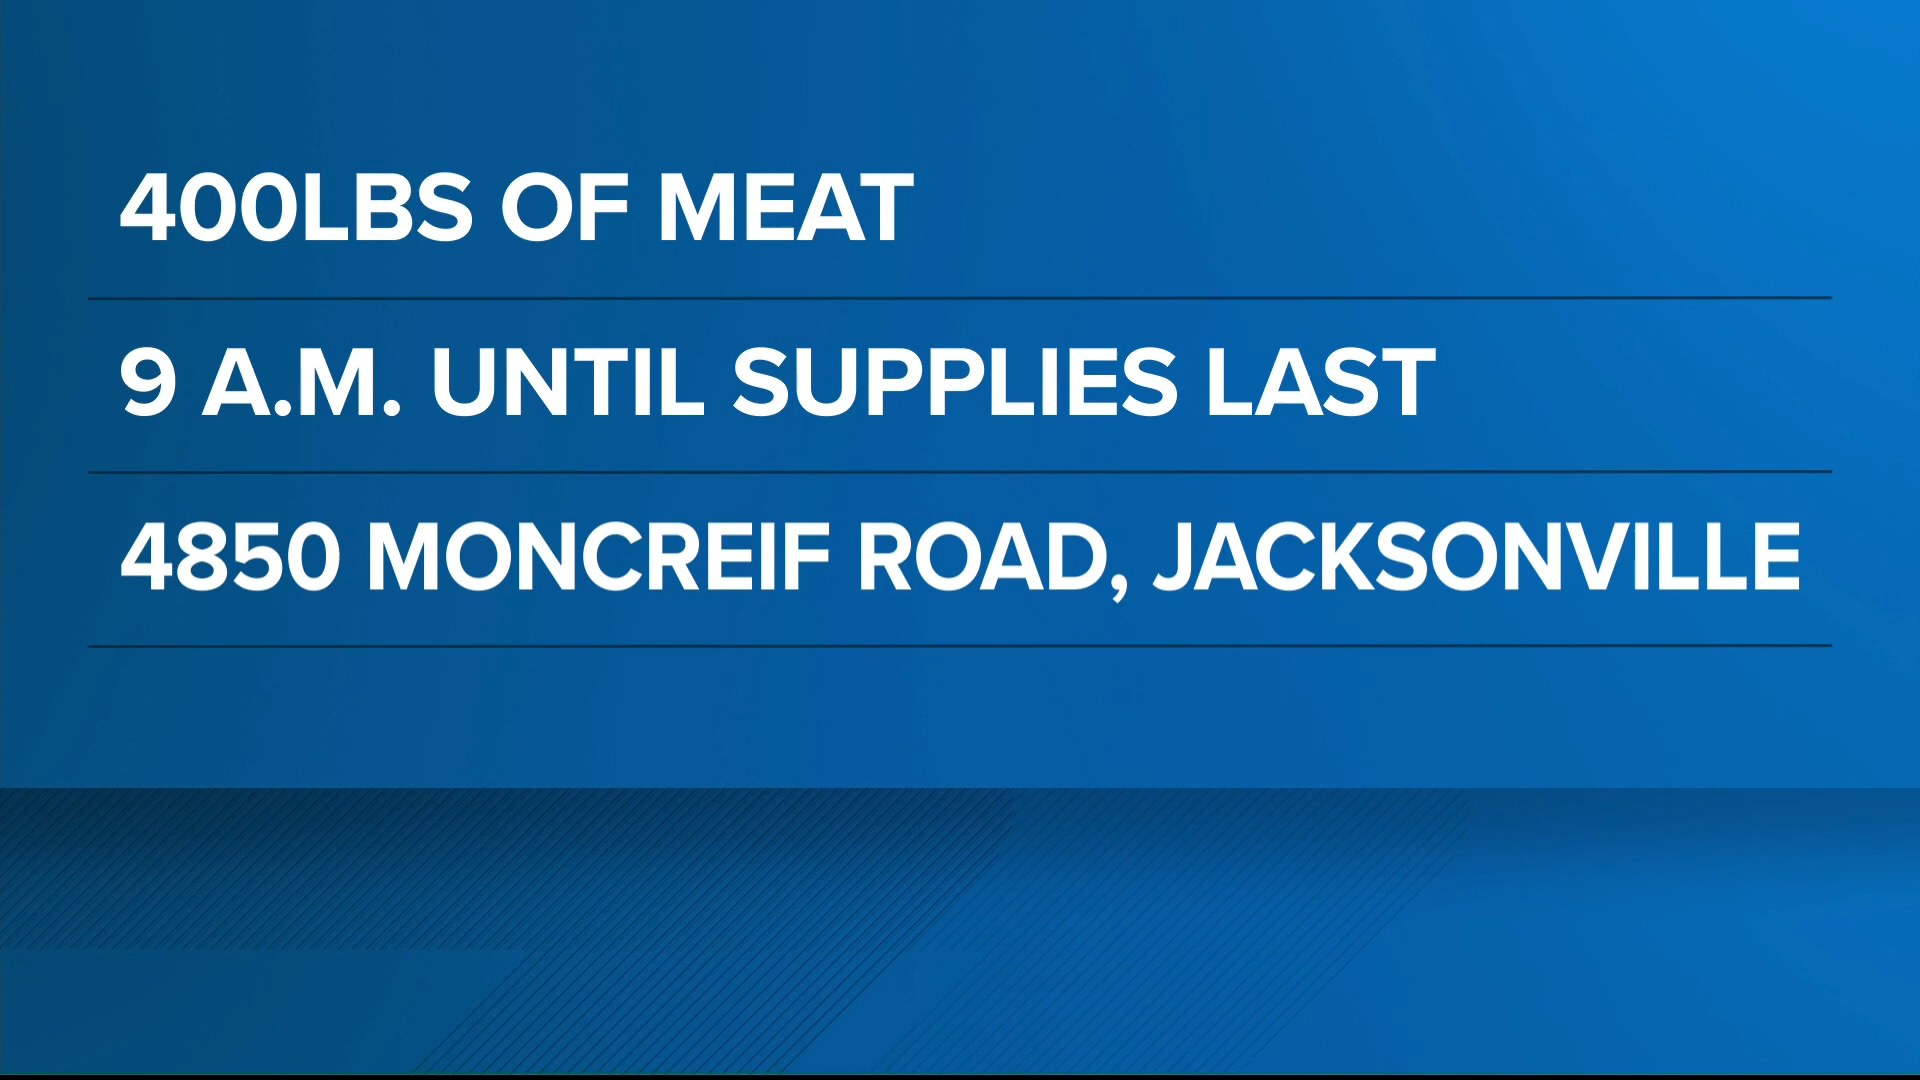 400LBS OF MEAT
9 A.M. UNTIL SUPPLIES LAST
4850 MONCREIF ROAD, JACKSONVILLE